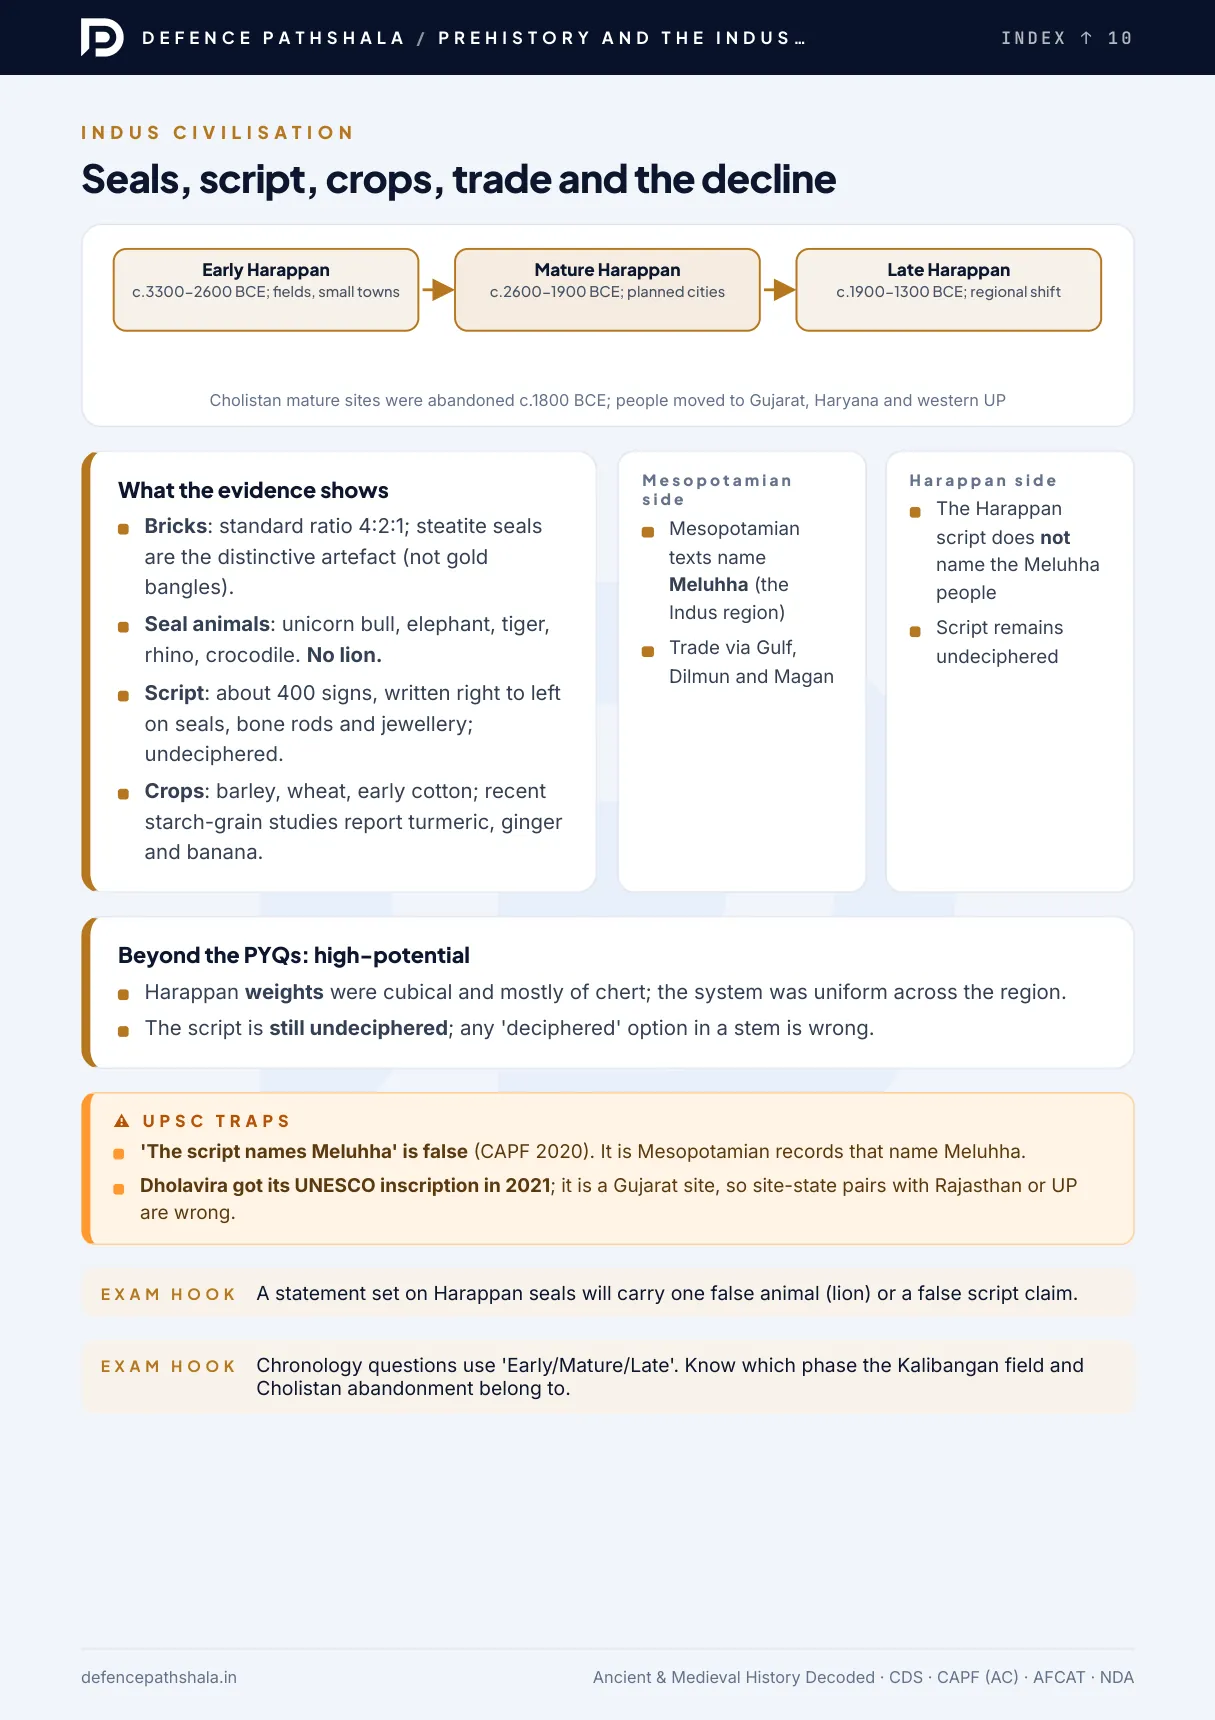 DEFENCE PATHSHALA / PREHISTORY AND THE INDUS…
INDEX ↑ 10
INDUS CIVILISATION
Seals, script, crops, trade and the decline
Early Harappan
c.3300–2600 BCE; fields, small towns
Mature Harappan
c.2600–1900 BCE; planned cities
Late Harappan
c.1900–1300 BCE; regional shift
Cholistan mature sites were abandoned c.1800 BCE; people moved to Gujarat, Haryana and western UP
What the evidence shows
Bricks: standard ratio 4:2:1; steatite seals
are the distinctive artefact (not gold
bangles).
Seal animals: unicorn bull, elephant, tiger,
rhino, crocodile. No lion.
Script: about 400 signs, written right to left
on seals, bone rods and jewellery;
undeciphered.
Crops: barley, wheat, early cotton; recent
starch-grain studies report turmeric, ginger
and banana.
Mesopotamian
side
Mesopotamian
texts name
Meluhha (the
Indus region)
Trade via Gulf,
Dilmun and Magan
Harappan side
The Harappan
script does not
name the Meluhha
people
Script remains
undeciphered
Beyond the PYQs: high-potential
Harappan weights were cubical and mostly of chert; the system was uniform across the region.
The script is still undeciphered; any 'deciphered' option in a stem is wrong.
⚠ UPSC TRAPS
'The script names Meluhha' is false (CAPF 2020). It is Mesopotamian records that name Meluhha.
Dholavira got its UNESCO inscription in 2021; it is a Gujarat site, so site-state pairs with Rajasthan or UP
are wrong.
EXAM HOOK A statement set on Harappan seals will carry one false animal (lion) or a false script claim.
EXAM HOOK Chronology questions use 'Early/Mature/Late'. Know which phase the Kalibangan field and
Cholistan abandonment belong to.
defencepathshala.in
Ancient & Medieval History Decoded · CDS · CAPF (AC) · AFCAT · NDA